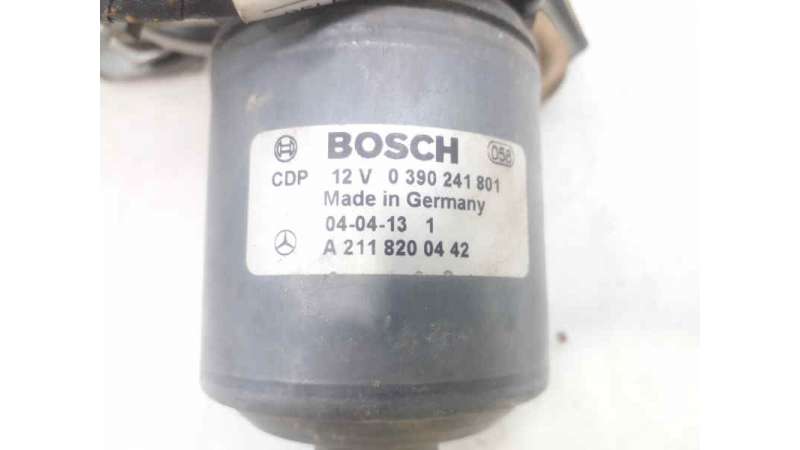 BOSCH 058
CDP 12 V 0 390 241 801
Made in Germany
04-04-13 1
A 211 820 04 42